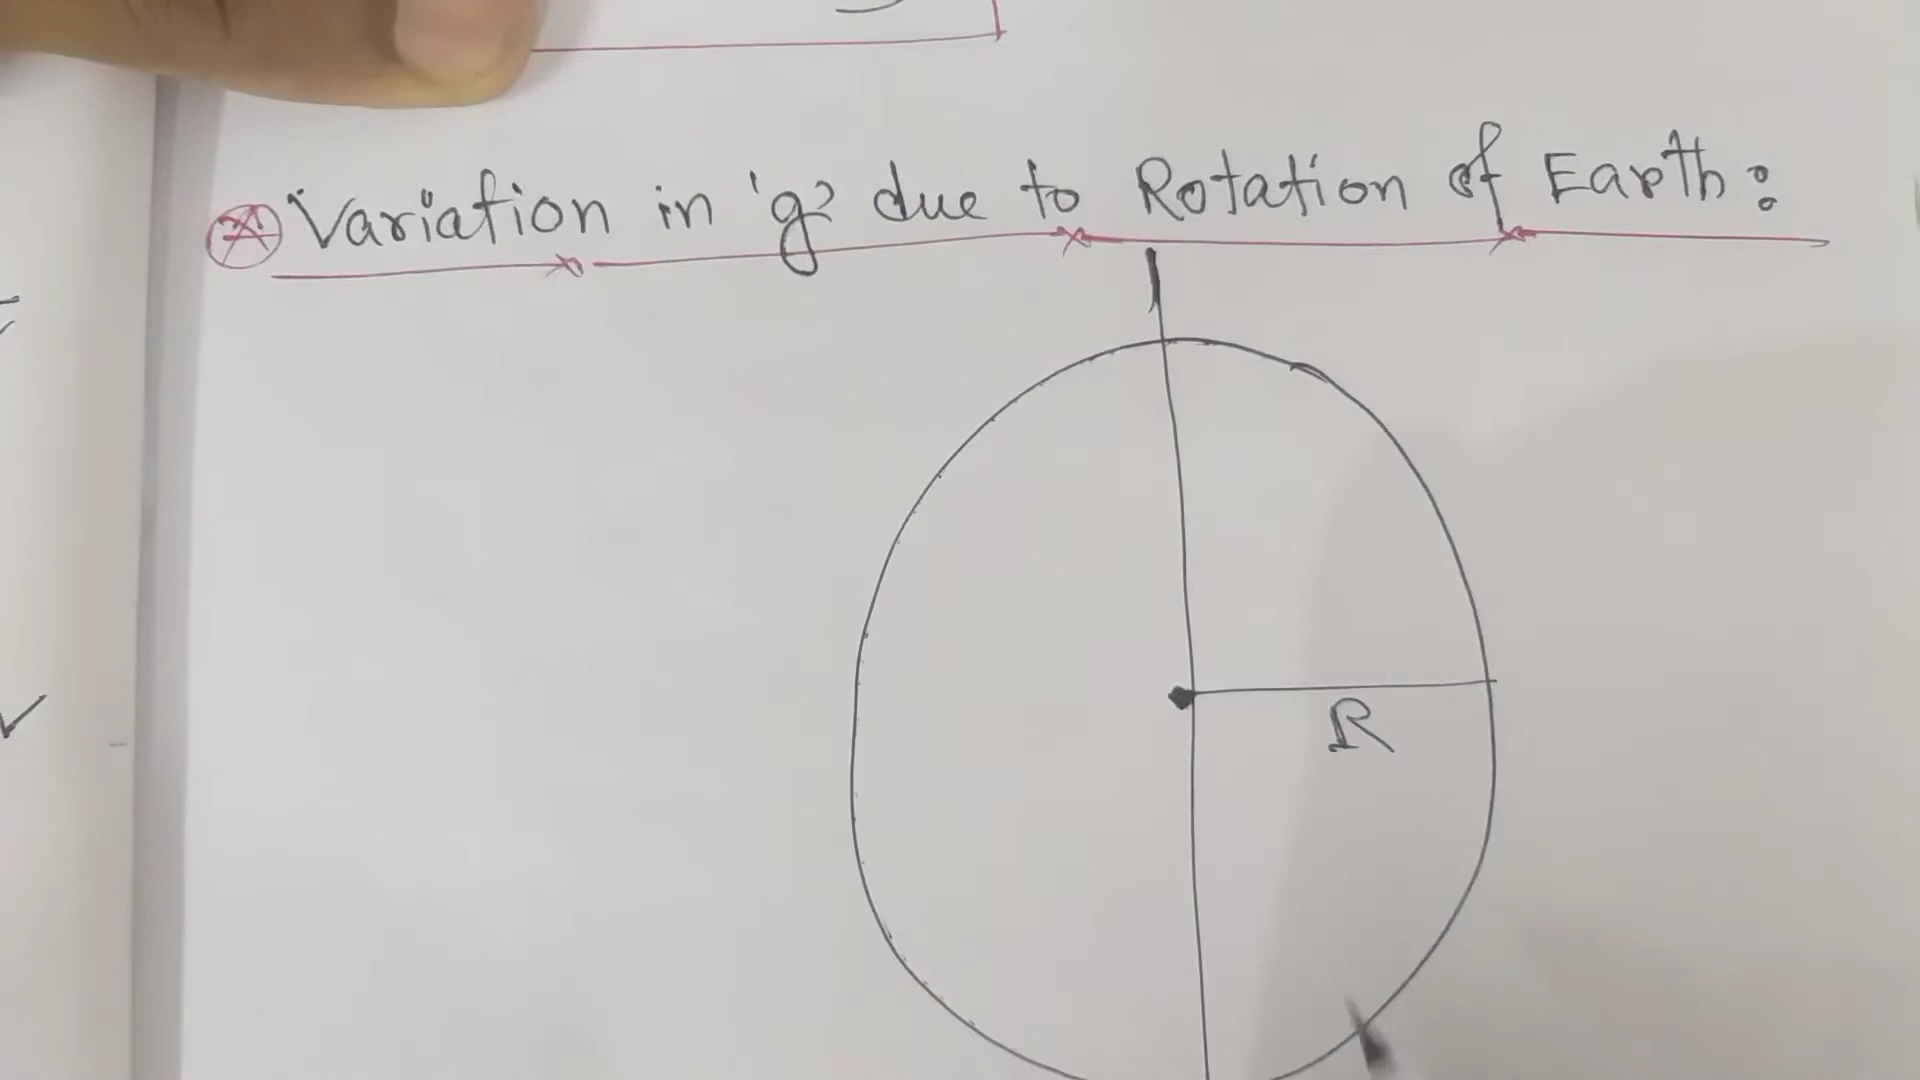 Variation in 'g' due to Rotation of Earth:
R